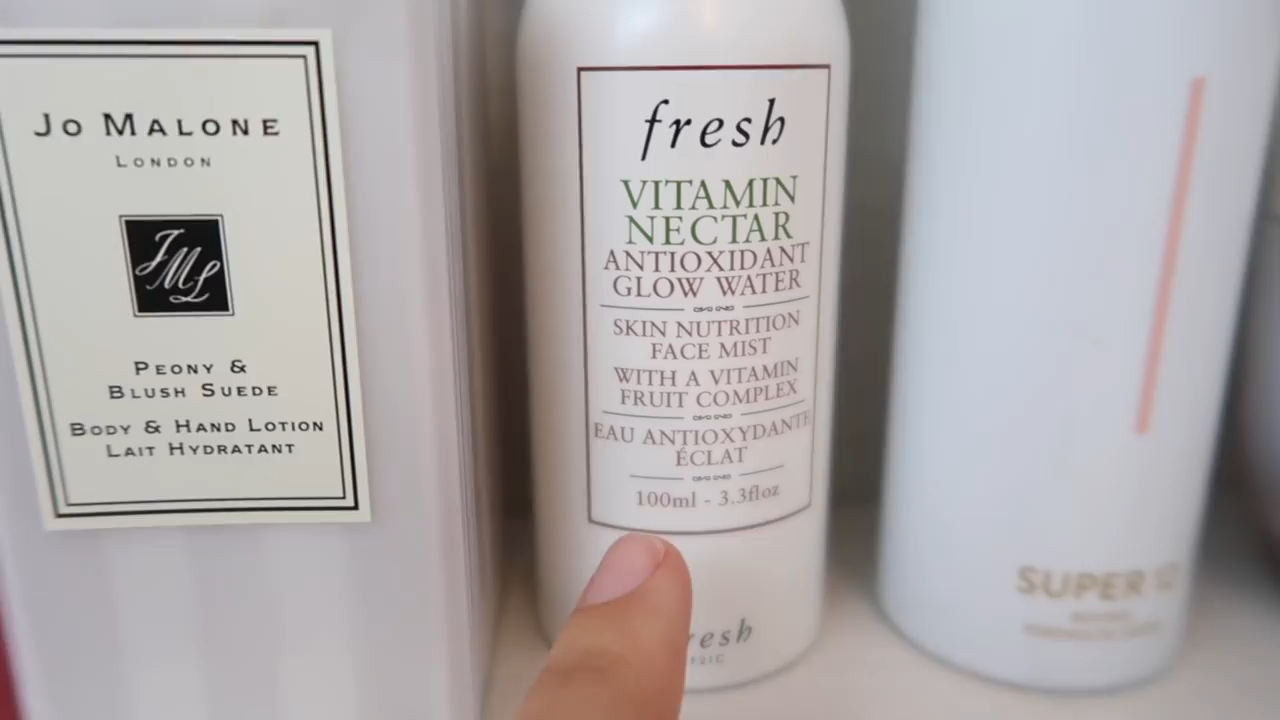 JO MALONE
LONDON
JML
PEONY &
BLUSH SUEDE
BODY & HAND LOTION
LAIT HYDRATANT
fresh
VITAMIN
NECTAR
ANTIOXIDANT
GLOW WATER
SKIN NUTRITION
FACE MIST
WITH A VITAMIN
FRUIT COMPLEX
EAU ANTIOXYDANTE
ÉCLAT
100ml - 3.3floz
SUPER